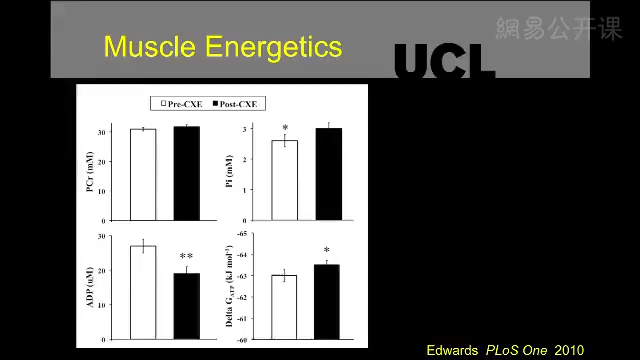 網易公开课
Muscle Energetics
UCL
Pre-CXE Post-CXE
PCr (mM)
30
20
10
0
Pi (mM)
*
3
2
1
0
ADP (uM)
**
30
20
10
0
Delta G_ATP (kJ mol⁻¹)
*
-65
-64
-63
-62
-61
-60
Edwards PLoS One 2010